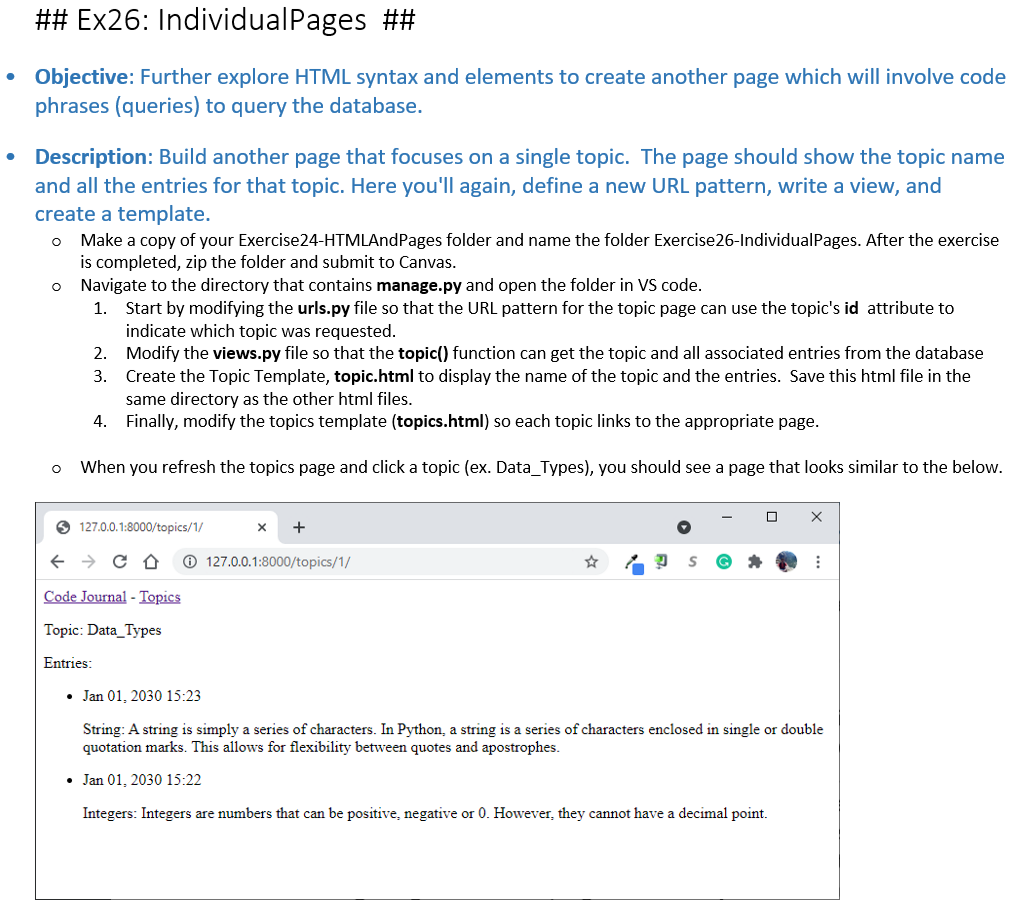 ## Ex26: IndividualPages ##
• Objective: Further explore HTML syntax and elements to create another page which will involve code
phrases (queries) to query the database.
• Description: Build another page that focuses on a single topic. The page should show the topic name
and all the entries for that topic. Here you'll again, define a new URL pattern, write a view, and
create a template.
o Make a copy of your Exercise24-HTMLAndPages folder and name the folder Exercise26-IndividualPages. After the exercise
is completed, zip the folder and submit to Canvas.
o Navigate to the directory that contains manage.py and open the folder in VS code.
1. Start by modifying the urls.py file so that the URL pattern for the topic page can use the topic's id attribute to
indicate which topic was requested.
2. Modify the views.py file so that the topic() function can get the topic and all associated entries from the database
3. Create the Topic Template, topic.html to display the name of the topic and the entries. Save this html file in the
same directory as the other html files.
4. Finally, modify the topics template (topics.html) so each topic links to the appropriate page.
o When you refresh the topics page and click a topic (ex. Data_Types), you should see a page that looks similar to the below.
127.0.0.1:8000/topics/1/
127.0.0.1:8000/topics/1/
S
G
Code Journal - Topics
Topic: Data_Types
Entries:
• Jan 01, 2030 15:23
String: A string is simply a series of characters. In Python, a string is a series of characters enclosed in single or double
quotation marks. This allows for flexibility between quotes and apostrophes.
• Jan 01, 2030 15:22
Integers: Integers are numbers that can be positive, negative or 0. However, they cannot have a decimal point.